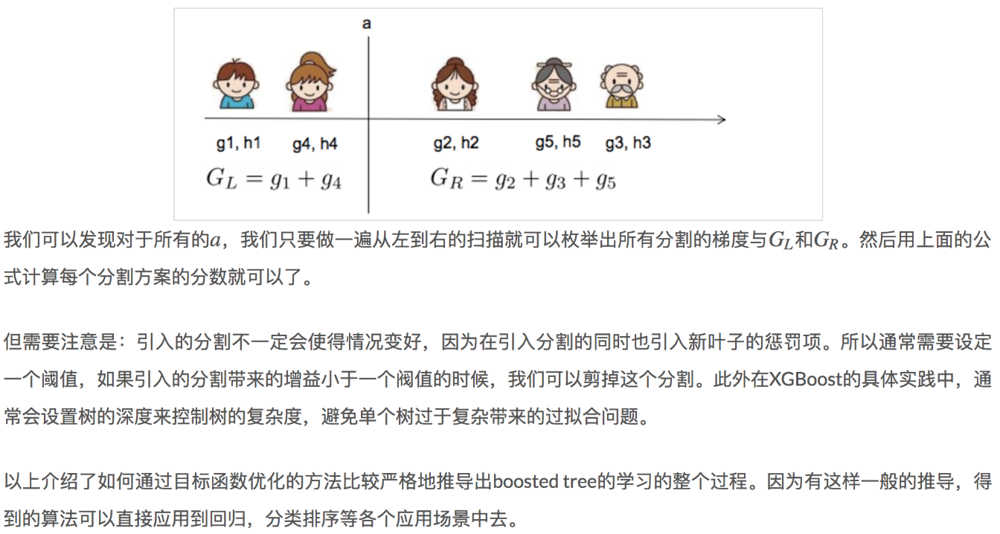 a
g1, h1 g4, h4 g2, h2 g5, h5 g3, h3
G_L = g_1 + g_4 G_R = g_2 + g_3 + g_5
我们可以发现对于所有的a，我们只要做一遍从左到右的扫描就可以枚举出所有分割的梯度与G_L和G_R。然后用上面的公
式计算每个分割方案的分数就可以了。
但需要注意是：引入的分割不一定会使得情况变好，因为在引入分割的同时也引入新叶子的惩罚项。所以通常需要设定
一个阈值，如果引入的分割带来的增益小于一个阀值的时候，我们可以剪掉这个分割。此外在XGBoost的具体实践中，通
常会设置树的深度来控制树的复杂度，避免单个树过于复杂带来的过拟合问题。
以上介绍了如何通过目标函数优化的方法比较严格地推导出boosted tree的学习的整个过程。因为有这样一般的推导，得
到的算法可以直接应用到回归，分类排序等各个应用场景中去。